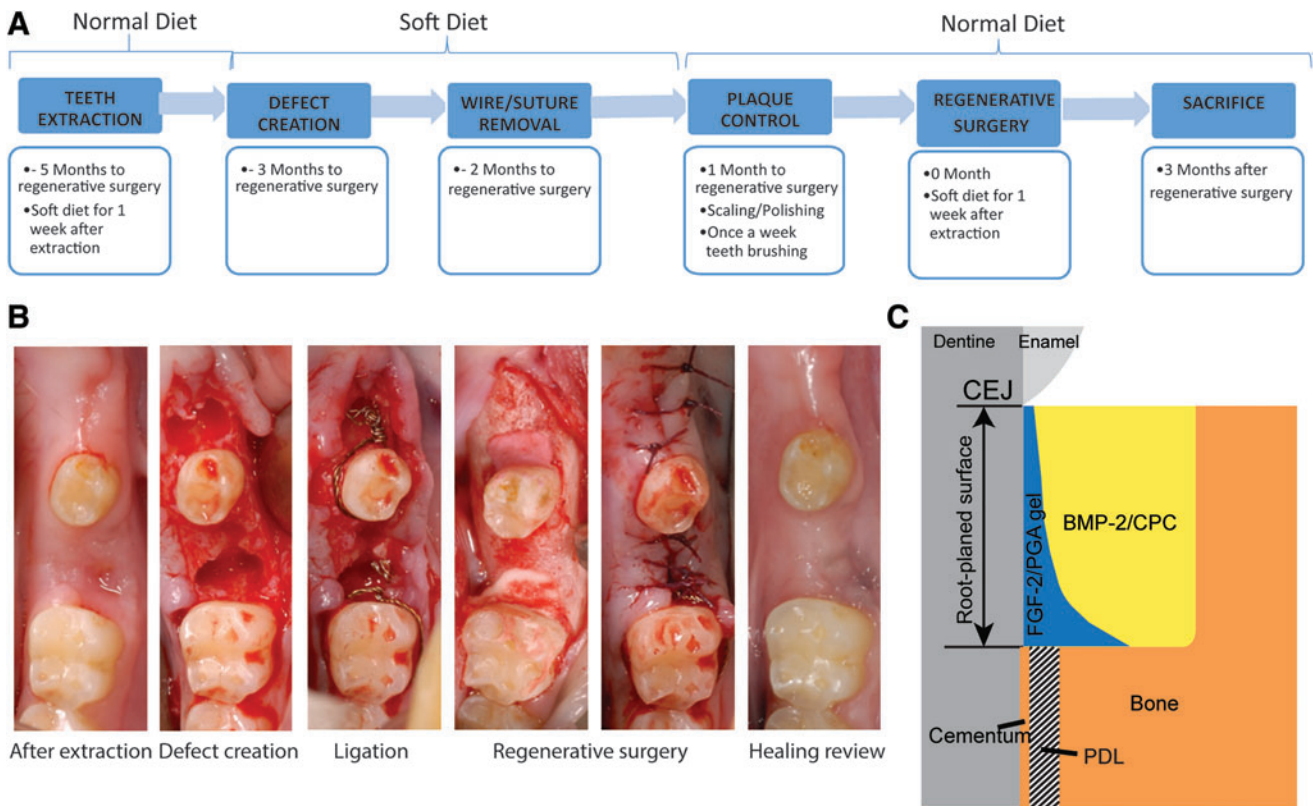 A
Normal Diet
Soft Diet
Normal Diet
TEETH
EXTRACTION
DEFECT
CREATION
WIRE/SUTURE
REMOVAL
PLAQUE
CONTROL
REGENERATIVE
SURGERY
SACRIFICE
•- 5 Months to
regenerative surgery
•Soft diet for 1
week after
extraction
•- 3 Months to
regenerative surgery
•- 2 Months to
regenerative surgery
•1 Month to
regenerative surgery
•Scaling/Polishing
•Once a week
teeth brushing
•0 Month
•Soft diet for 1
week after
extraction
•3 Months after
regenerative surgery
B
After extraction
Defect creation
Ligation
Regenerative surgery
Healing review
C
Dentine
Enamel
CEJ
Root-planed surface
FGF-2/PGA gel
BMP-2/CPC
Bone
Cementum
PDL